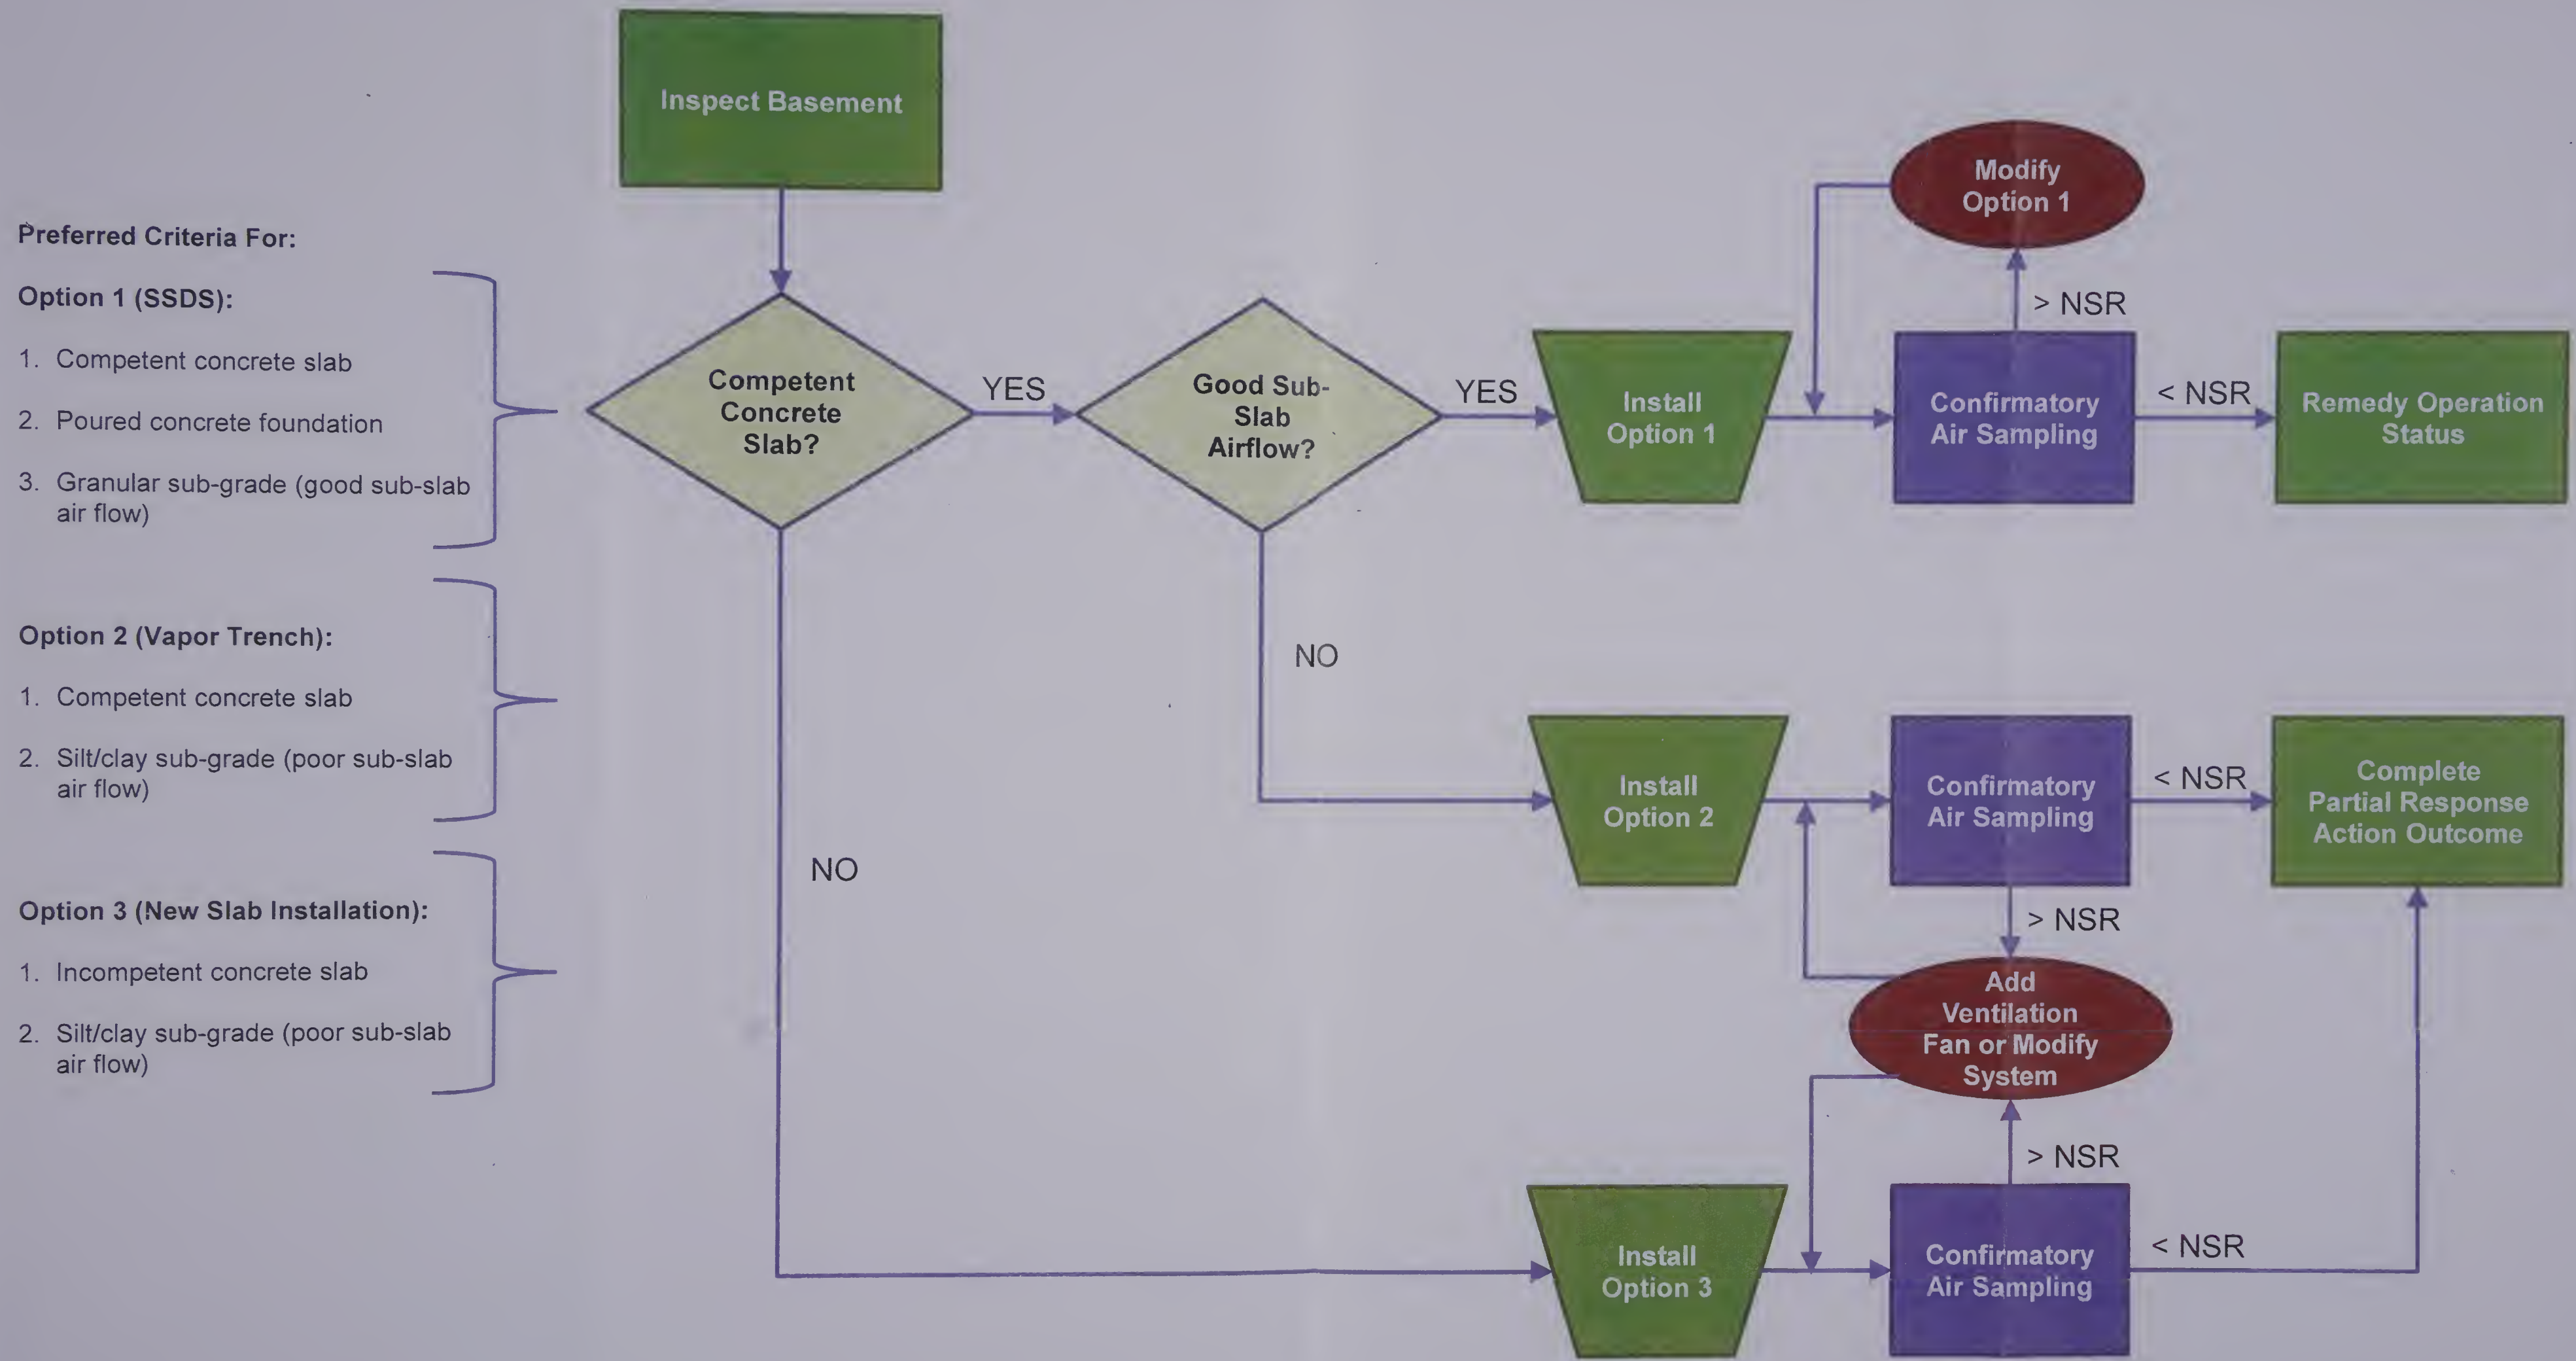 Inspect Basement
Preferred Criteria For:
Option 1 (SSDS):
1. Competent concrete slab
2. Poured concrete foundation
3. Granular sub-grade (good sub-slab
air flow)
Option 2 (Vapor Trench):
1. Competent concrete slab
2. Silt/clay sub-grade (poor sub-slab
air flow)
Option 3 (New Slab Installation):
1. Incompetent concrete slab
2. Silt/clay sub-grade (poor sub-slab
air flow)
Competent
Concrete
Slab?
YES
NO
Good Sub-
Slab
Airflow?
YES
NO
Install
Option 1
Confirmatory
Air Sampling
> NSR
Modify
Option 1
< NSR
Remedy Operation
Status
Install
Option 2
Confirmatory
Air Sampling
< NSR
Complete
Partial Response
Action Outcome
> NSR
Add
Ventilation
Fan or Modify
System
> NSR
Install
Option 3
Confirmatory
Air Sampling
< NSR